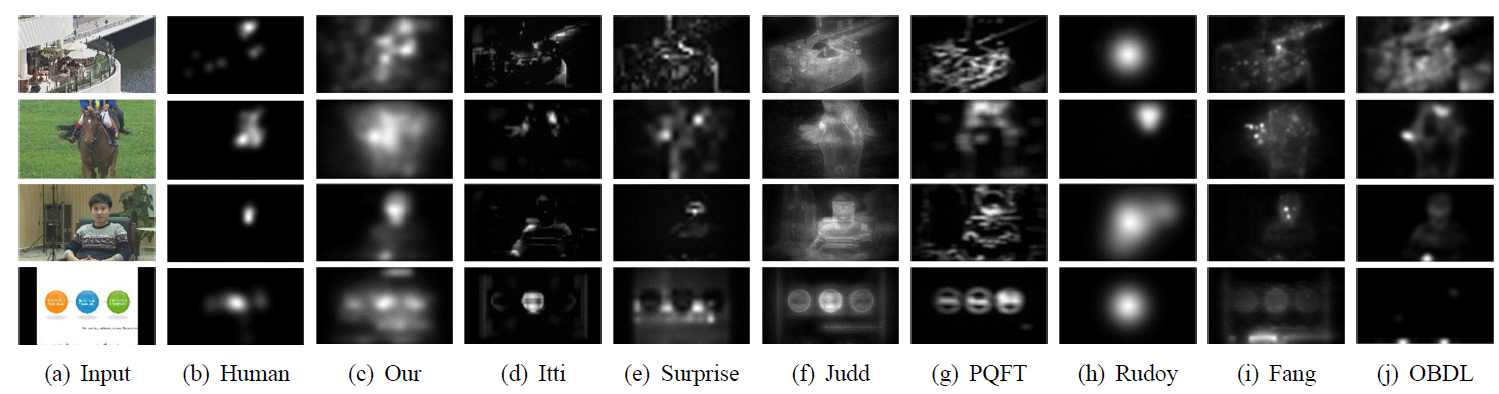 (a) Input
(b) Human
(c) Our
(d) Itti
(e) Surprise
(f) Judd
(g) PQFT
(h) Rudoy
(i) Fang
(j) OBDL